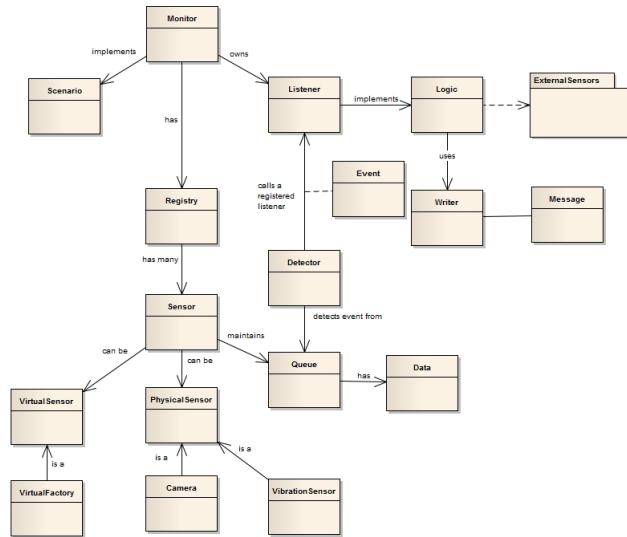 Monitor
implements
owns
Scenario
Listener
implements
Logic
ExternalSensors
has
uses
calls a
registered
listener
Event
Registry
Writer
Message
has many
Detector
Sensor
maintains
detects event from
can be
can be
Queue
has
Data
VirtualSensor
PhysicalSensor
is a
is a
is a
VirtualFactory
Camera
VibrationSensor